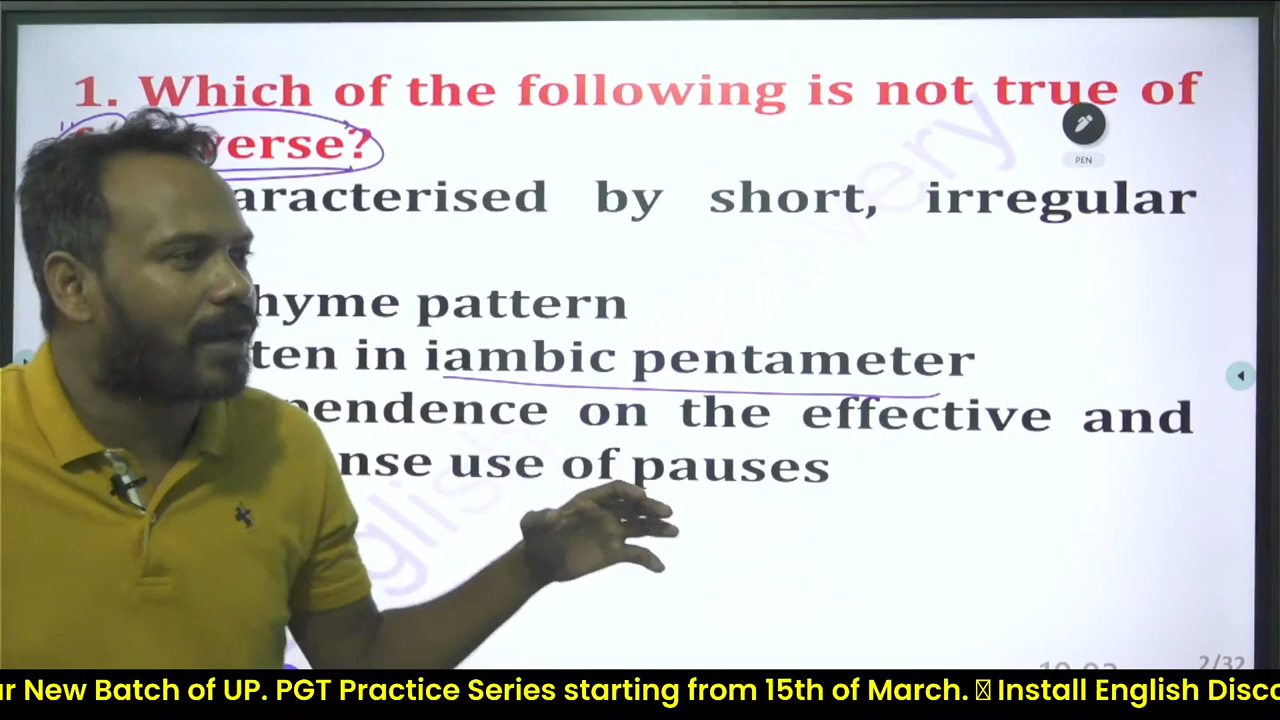 1. Which of the following is not true of
verse?
aracterised by short, irregular
hyme pattern
ten in iambic pentameter
pendence on the effective and
nse use of pauses
PEN
2/32
r New Batch of UP. PGT Practice Series starting from 15th of March. Install English Disco